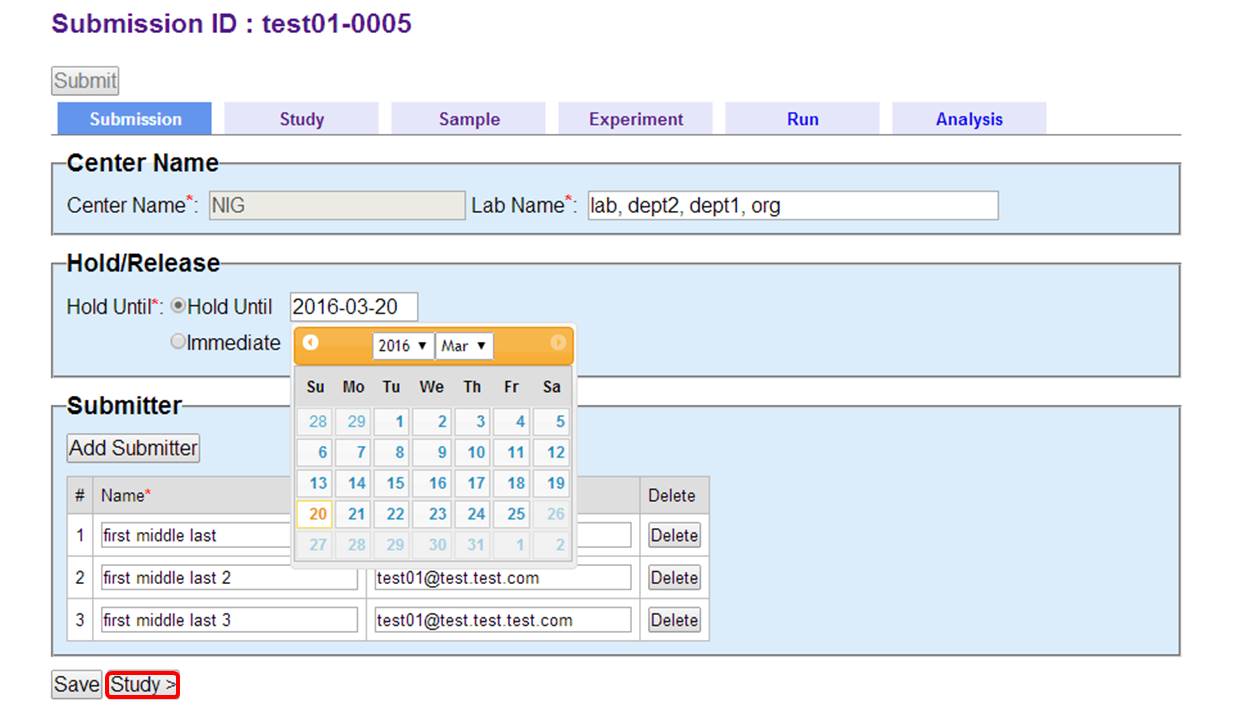 Submission ID : test01-0005
Submit
Submission Study Sample Experiment Run Analysis
Center Name
Center Name*: NIG Lab Name*: lab, dept2, dept1, org
Hold/Release
Hold Until*: Hold Until 2016-03-20
Immediate
2016 ▼ Mar ▼
Su Mo Tu We Th Fr Sa
28 29 1 2 3 4 5
6 7 8 9 10 11 12
13 14 15 16 17 18 19
20 21 22 23 24 25 26
27 28 29 30 31 1 2
Submitter
Add Submitter
# Name* Delete
1 first middle last Delete
2 first middle last 2 test01@test.test.com Delete
3 first middle last 3 test01@test.test.test.com Delete
Save Study >